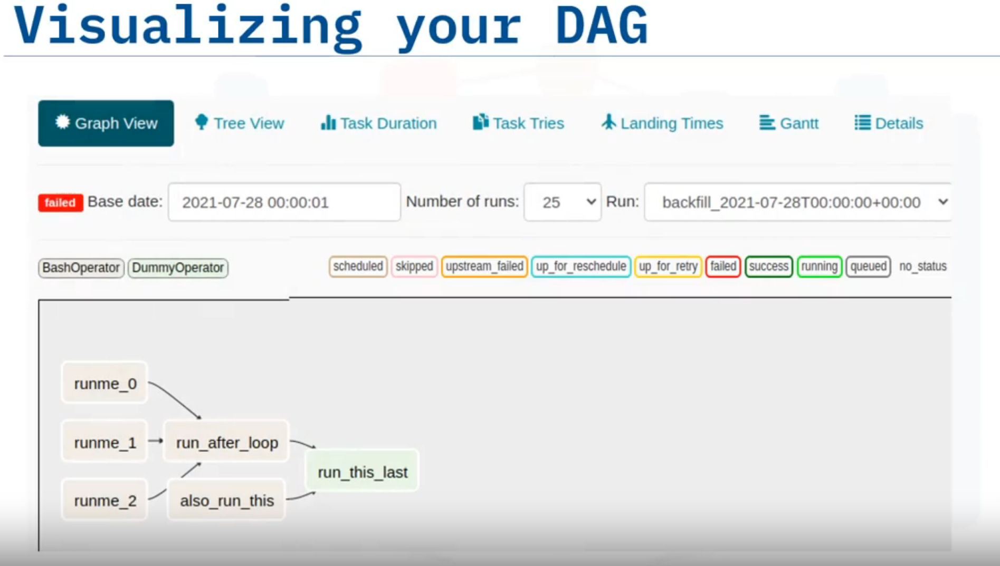 Visualizing your DAG
Graph View Tree View Task Duration Task Tries Landing Times Gantt Details
failed Base date: 2021-07-28 00:00:01 Number of runs: 25 Run: backfill_2021-07-28T00:00:00+00:00
BashOperator DummyOperator scheduled skipped upstream_failed up_for_reschedule up_for_retry failed success running queued no_status
runme_0
runme_1 run_after_loop
run_this_last
runme_2 also_run_this